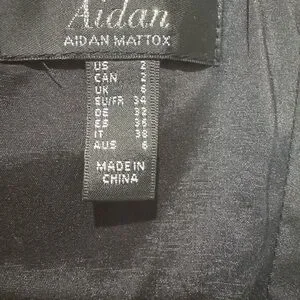 Aidan
AIDAN MATTOX
US 2
CAN 2
UK 6
EU/FR 34
DE 32
ES 36
IT 38
AUS 6
MADE IN
CHINA